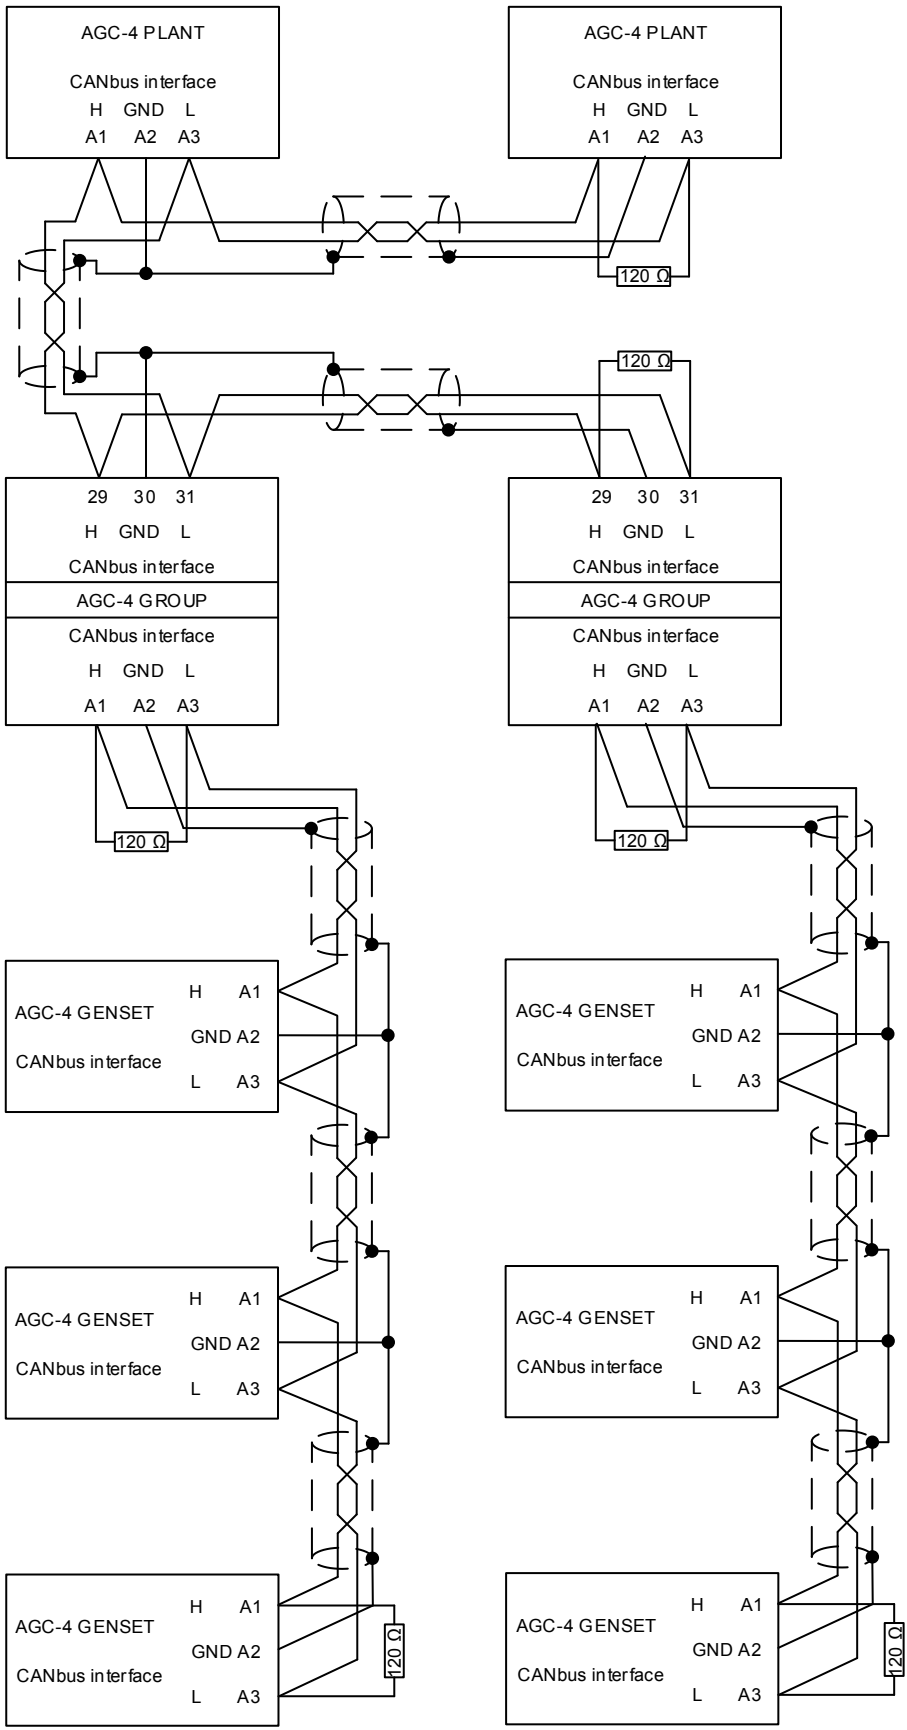 AGC-4 PLANT
CANbus interface
H GND L
A1 A2 A3
AGC-4 PLANT
CANbus interface
H GND L
A1 A2 A3
120 Ω
120 Ω
29 30 31
H GND L
CANbus interface
AGC-4 GROUP
CANbus interface
H GND L
A1 A2 A3
120 Ω
29 30 31
H GND L
CANbus interface
AGC-4 GROUP
CANbus interface
H GND L
A1 A2 A3
120 Ω
H A1
AGC-4 GENSET
GND A2
CANbus interface
L A3
H A1
AGC-4 GENSET
GND A2
CANbus interface
L A3
H A1
AGC-4 GENSET
GND A2
CANbus interface
L A3
H A1
AGC-4 GENSET
GND A2
CANbus interface
L A3
H A1
AGC-4 GENSET
GND A2
CANbus interface
L A3
120 Ω
H A1
AGC-4 GENSET
GND A2
CANbus interface
L A3
120 Ω